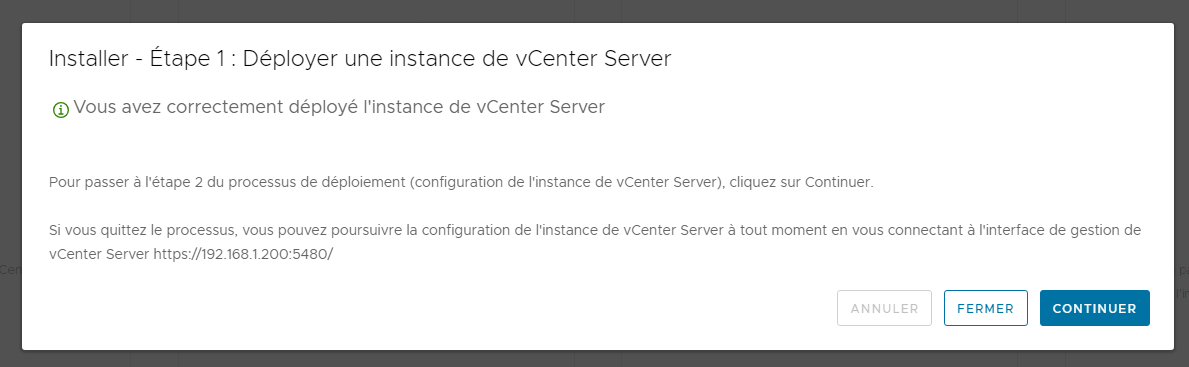 Installer - Étape 1 : Déployer une instance de vCenter Server
Vous avez correctement déployé l'instance de vCenter Server
Pour passer à l'étape 2 du processus de déploiement (configuration de l'instance de vCenter Server), cliquez sur Continuer.
Si vous quittez le processus, vous pouvez poursuivre la configuration de l'instance de vCenter Server à tout moment en vous connectant à l'interface de gestion de
vCenter Server https://192.168.1.200:5480/
ANNULER FERMER CONTINUER